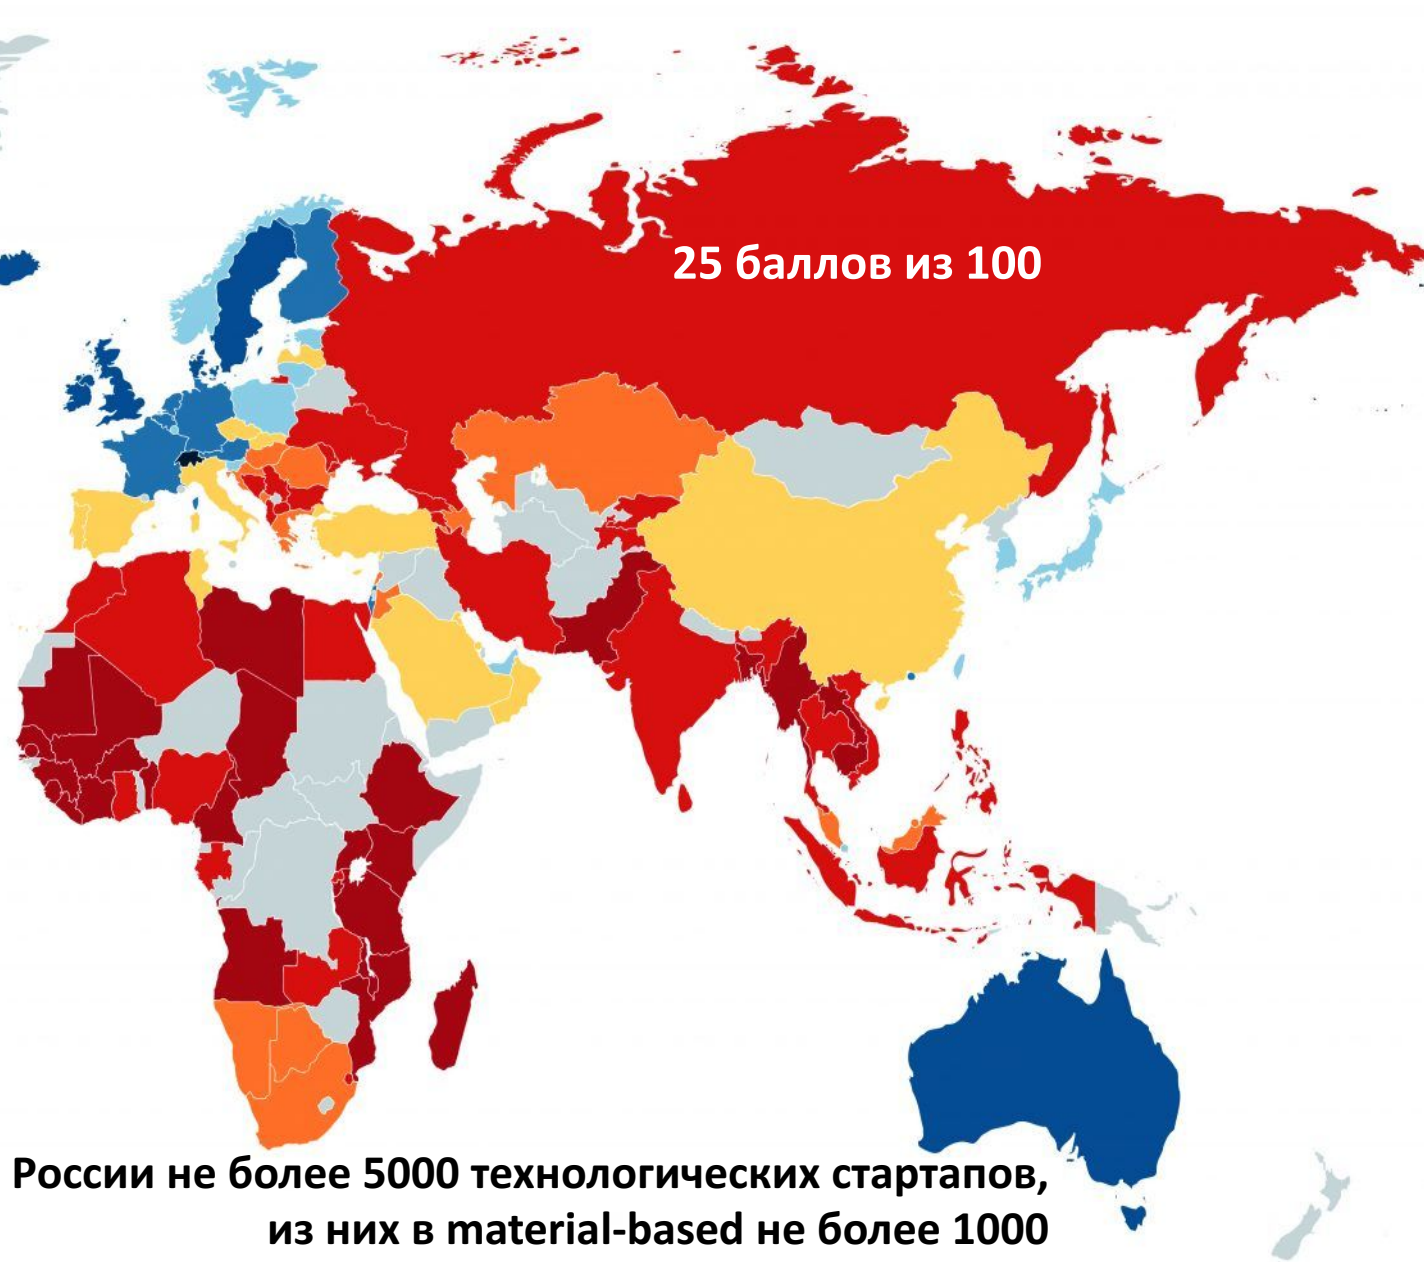 25 баллов из 100
России не более 5000 технологических стартапов,
из них в material-based не более 1000